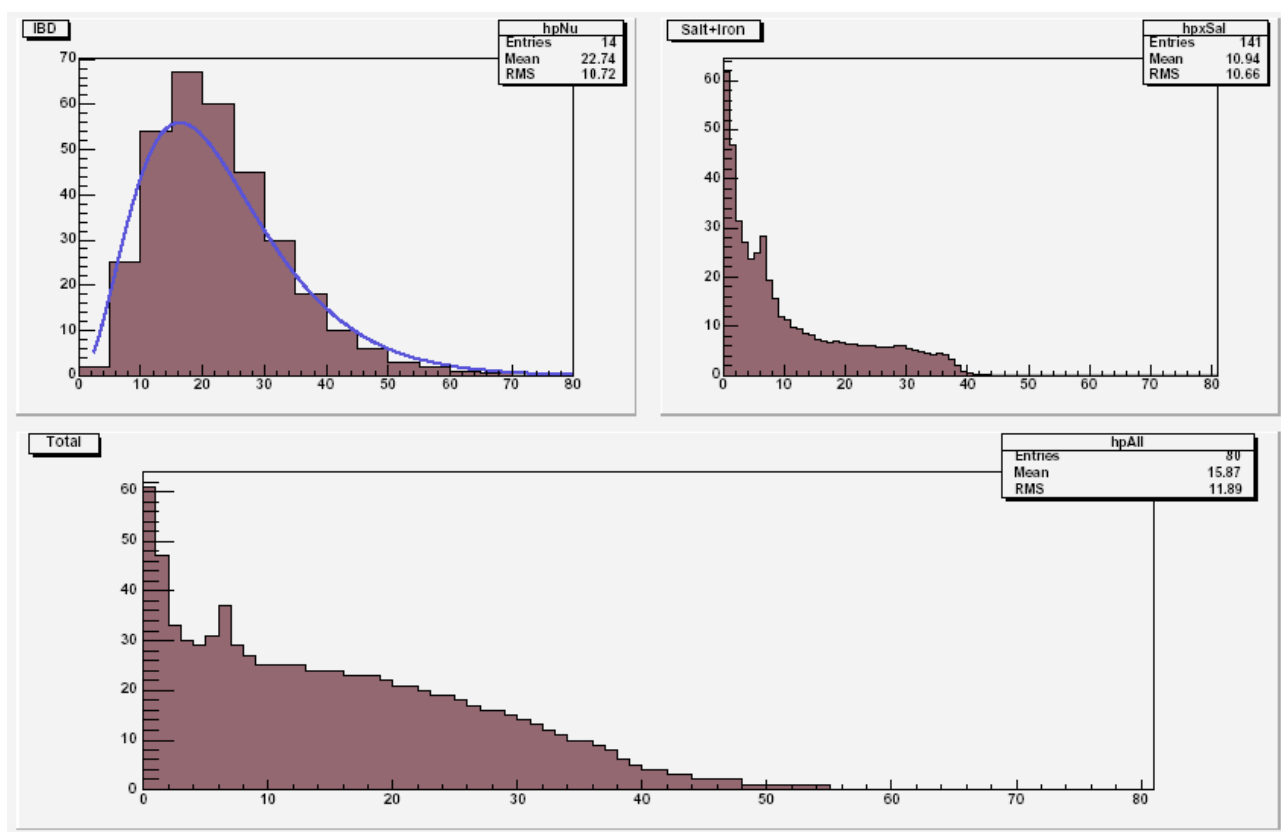 IBD
hpNu
Entries 14
Mean 22.74
RMS 10.72
70
60
50
40
30
20
10
0
0 10 20 30 40 50 60 70 80
Salt+Iron
hpxSal
Entries 141
Mean 10.94
RMS 10.66
60
50
40
30
20
10
0
0 10 20 30 40 50 60 70 80
Total
hpAll
Entries 80
Mean 15.87
RMS 11.89
60
50
40
30
20
10
0
0 10 20 30 40 50 60 70 80